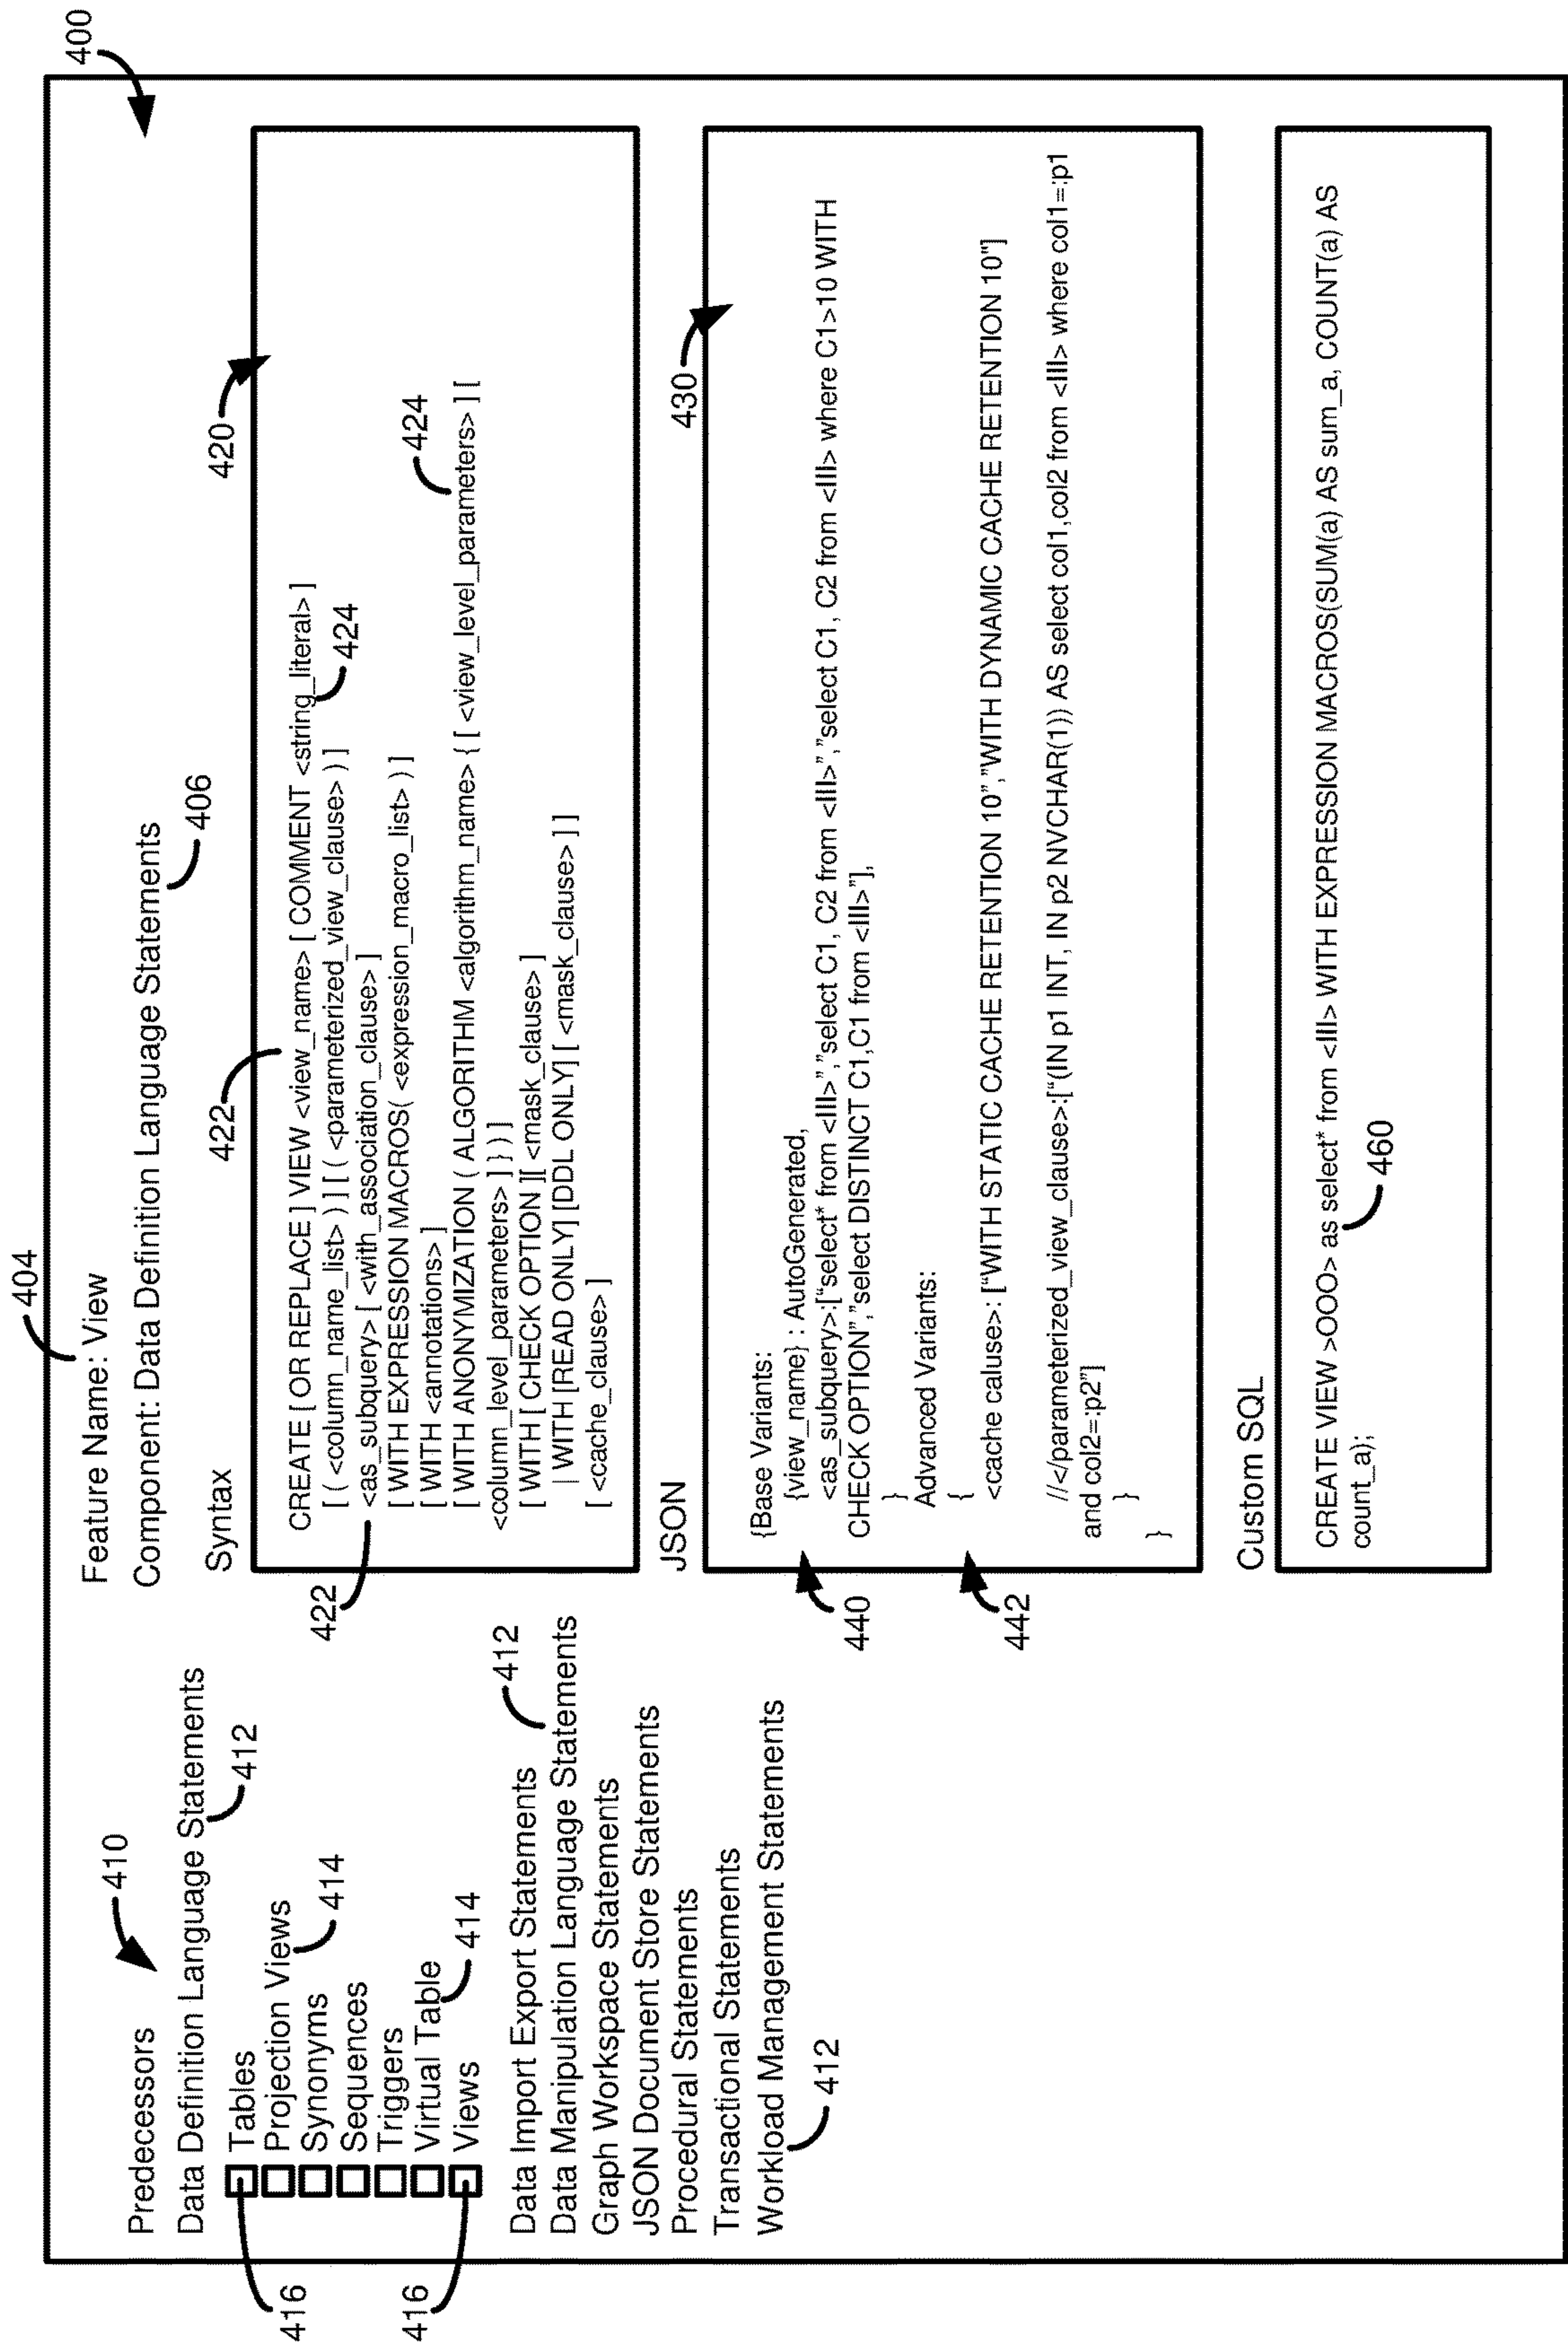 400
404
Feature Name: View
Component: Data Definition Language Statements
406
410
Predecessors
Data Definition Language Statements
412
Tables
Projection Views
414
Synonyms
Sequences
Triggers
Virtual Table
414
Views
416
416
Data Import Export Statements
Data Manipulation Language Statements
412
Graph Workspace Statements
JSON Document Store Statements
Procedural Statements
Transactional Statements
Workload Management Statements
412
Syntax
420
422
CREATE [ OR REPLACE ] VIEW <view_name> [ COMMENT <string_literal> ]
[ ( <column_name_list> ) ] [ ( <parameterized_view_clause> ) ]
424
<as_subquery> [ <with_association_clause> ]
422
[ WITH EXPRESSION MACROS( <expression_macro_list> ) ]
[ WITH <annotations> ]
424
[ WITH ANONYMIZATION ( ALGORITHM <algorithm_name> { [ <view_level_parameters> ] [
<column_level_parameters> ] } ) ]
[ WITH [ CHECK OPTION ][ <mask_clause> ]
| WITH [READ ONLY] [DDL ONLY] [ <mask_clause> ] ]
[ <cache_clause> ]
JSON
430
{Base Variants:
{view_name} : AutoGenerated,
440
<as_subquery>:["select* from <III>","select C1, C2 from <III>","select C1, C2 from <III> where C1>10 WITH
CHECK OPTION","select DISTINCT C1,C1 from <III>"],
}
Advanced Variants:
{
442
<cache caluse>: ["WITH STATIC CACHE RETENTION 10","WITH DYNAMIC CACHE RETENTION 10"]
//</parameterized_view_clause>:["(IN p1 INT, IN p2 NVCHAR(1)) AS select col1,col2 from <III> where col1=:p1
and col2=:p2"]
}
}
Custom SQL
CREATE VIEW >OOO> as select* from <III> WITH EXPRESSION MACROS(SUM(a) AS sum_a, COUNT(a) AS
count_a);
460